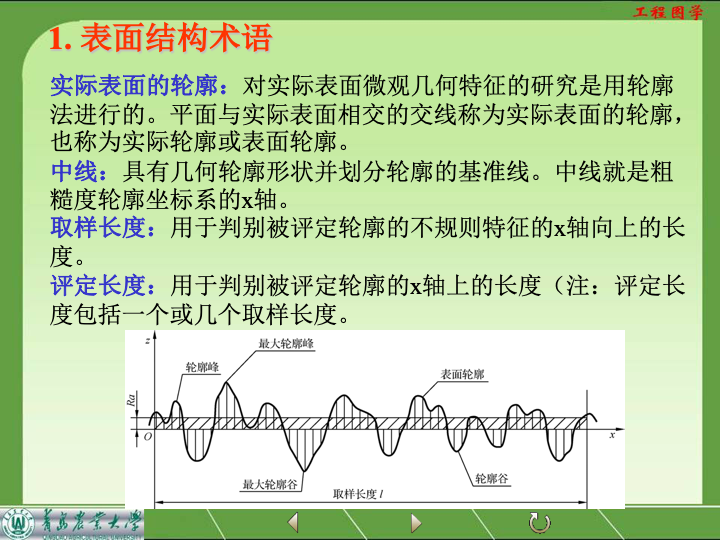 工程图学
1. 表面结构术语
实际表面的轮廓：对实际表面微观几何特征的研究是用轮廓
法进行的。平面与实际表面相交的交线称为实际表面的轮廓，
也称为实际轮廓或表面轮廓。
中线：具有几何轮廓形状并划分轮廓的基准线。中线就是粗
糙度轮廓坐标系的x轴。
取样长度：用于判别被评定轮廓的不规则特征的x轴向上的长
度。
评定长度：用于判别被评定轮廓的x轴上的长度（注：评定长
度包括一个或几个取样长度。
z
最大轮廓峰
轮廓峰
表面轮廓
Ra
O
x
最大轮廓谷
轮廓谷
取样长度 l
青岛农业大学